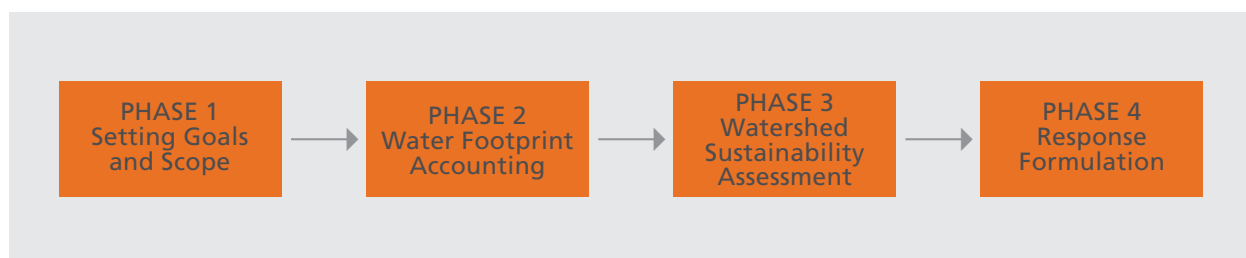 PHASE 1
Setting Goals
and Scope
PHASE 2
Water Footprint
Accounting
PHASE 3
Watershed
Sustainability
Assessment
PHASE 4
Response
Formulation